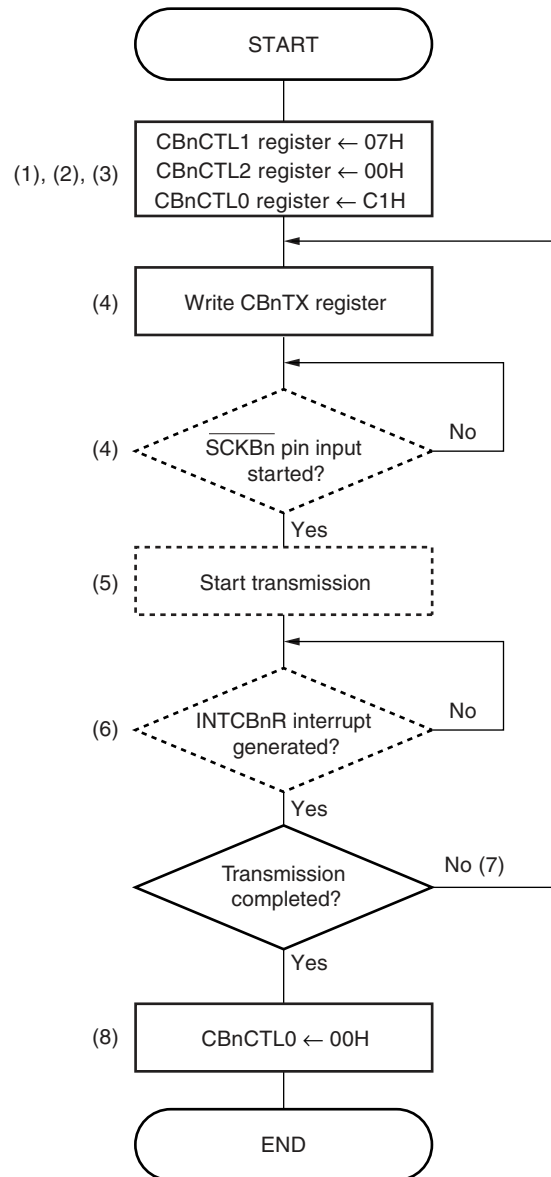 START
(1), (2), (3)
CBnCTL1 register ← 07H
CBnCTL2 register ← 00H
CBnCTL0 register ← C1H
(4)
Write CBnTX register
(4)
S̅C̅K̅B̅n̅ pin input
started?
No
Yes
(5)
Start transmission
(6)
INTCBnR interrupt
generated?
No
Yes
Transmission
completed?
No (7)
Yes
(8)
CBnCTL0 ← 00H
END